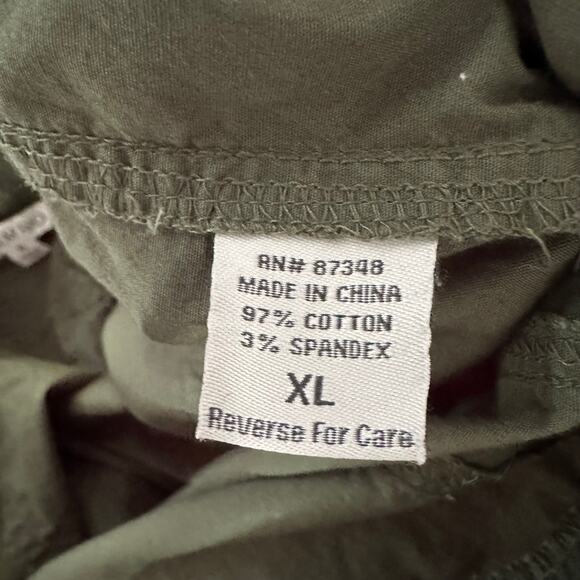 RN# 87348
MADE IN CHINA
97% COTTON
3% SPANDEX
XL
Reverse For Care